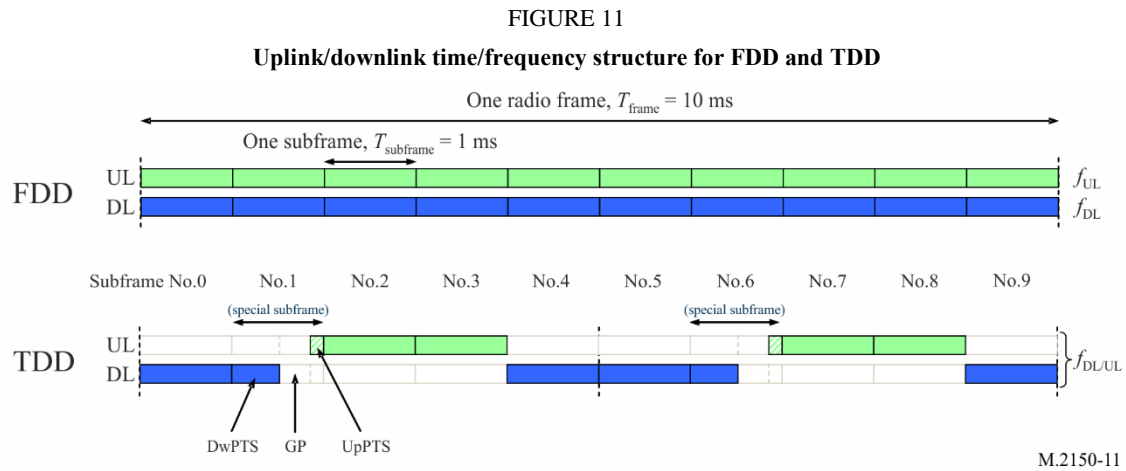 FIGURE 11
Uplink/downlink time/frequency structure for FDD and TDD
One radio frame, T_frame = 10 ms
One subframe, T_subframe = 1 ms
FDD
UL
f_UL
DL
f_DL
Subframe No.0 No.1 No.2 No.3 No.4 No.5 No.6 No.7 No.8 No.9
(special subframe) (special subframe)
TDD
UL
DL
f_DL/UL
DwPTS GP UpPTS
M.2150-11